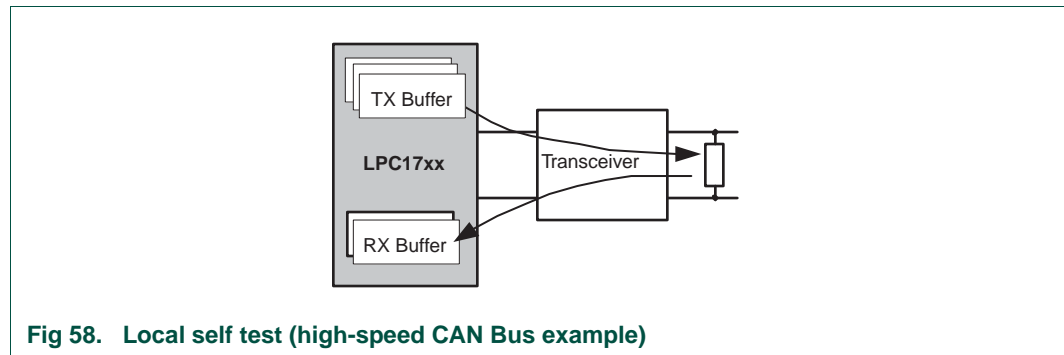 TX Buffer
LPC17xx
Transceiver
RX Buffer
Fig 58. Local self test (high-speed CAN Bus example)